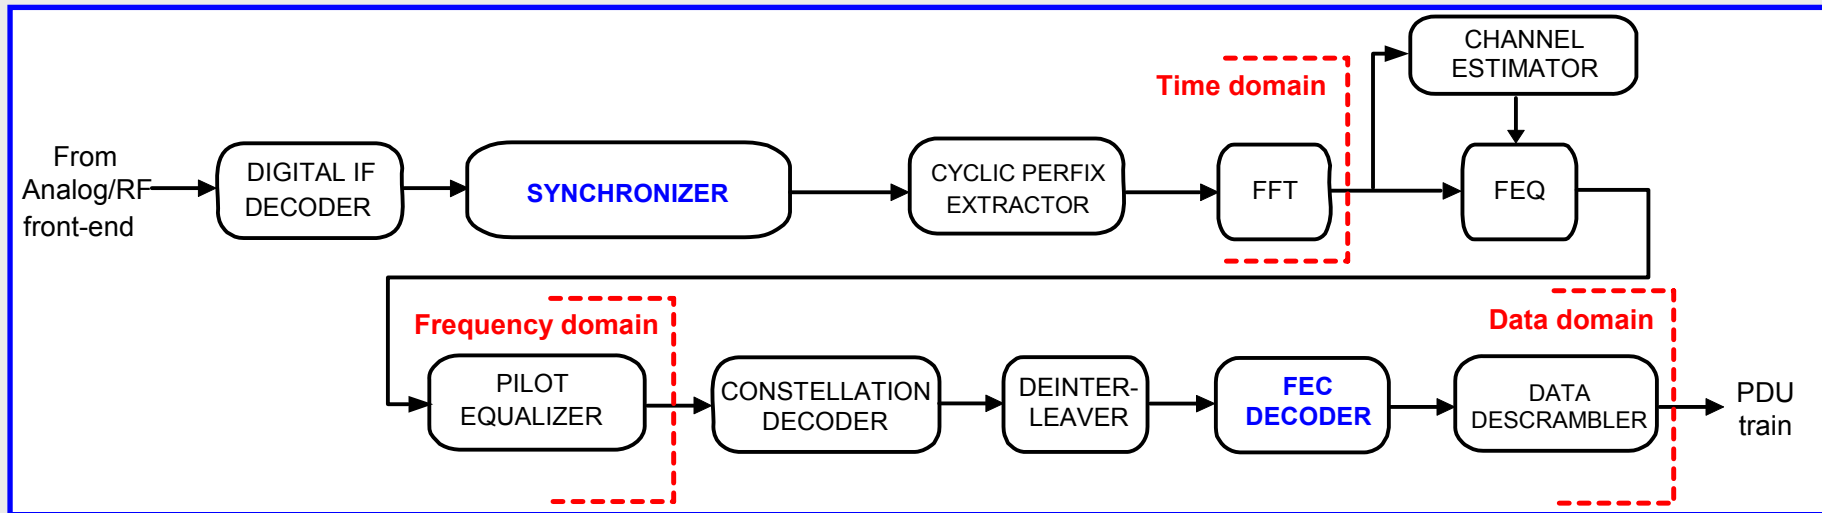 CHANNEL
ESTIMATOR
Time domain
From
Analog/RF
front-end
DIGITAL IF
DECODER
SYNCHRONIZER
CYCLIC PERFIX
EXTRACTOR
FFT
FEQ
Frequency domain
Data domain
PILOT
EQUALIZER
CONSTELLATION
DECODER
DEINTER-
LEAVER
FEC
DECODER
DATA
DESCRAMBLER
PDU
train